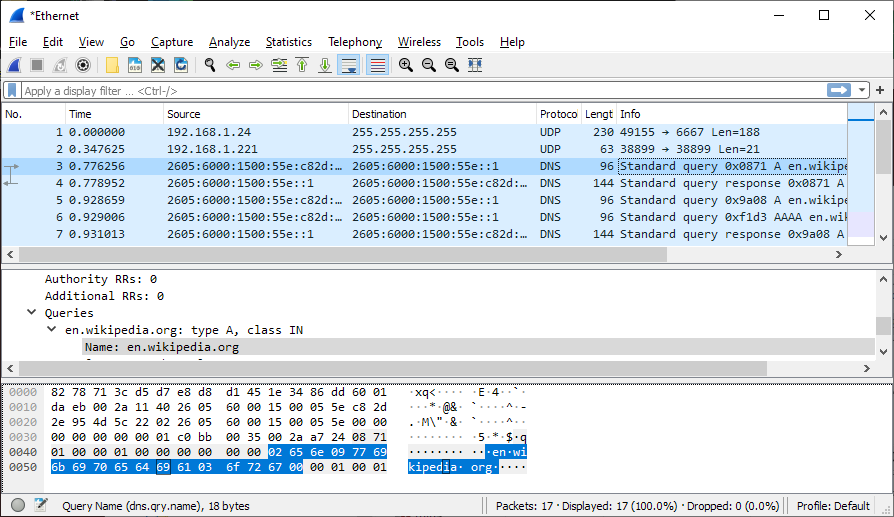 *Ethernet
File Edit View Go Capture Analyze Statistics Telephony Wireless Tools Help
Apply a display filter ... <Ctrl-/>
No. Time Source Destination Protoco Lengt Info
1 0.000000 192.168.1.24 255.255.255.255 UDP 230 49155 → 6667 Len=188
2 0.347625 192.168.1.221 255.255.255.255 UDP 63 38899 → 38899 Len=21
3 0.776256 2605:6000:1500:55e:c82d:… 2605:6000:1500:55e::1 DNS 96 Standard query 0x0871 A en.wikipe
4 0.778952 2605:6000:1500:55e::1 2605:6000:1500:55e:c82d:… DNS 144 Standard query response 0x0871 A
5 0.928659 2605:6000:1500:55e:c82d:… 2605:6000:1500:55e::1 DNS 96 Standard query 0x9a08 A en.wiki
6 0.929006 2605:6000:1500:55e:c82d:… 2605:6000:1500:55e::1 DNS 96 Standard query 0xf1d3 AAAA en.wi
7 0.931013 2605:6000:1500:55e::1 2605:6000:1500:55e:c82d:… DNS 144 Standard query response 0x9a08 A
Authority RRs: 0
Additional RRs: 0
Queries
en.wikipedia.org: type A, class IN
Name: en.wikipedia.org
0000 82 78 71 3c d5 d7 e8 d8 d1 45 1e 34 86 dd 60 01 ·xq<···· ·E·4··`·
0010 da eb 00 2a 11 40 26 05 60 00 15 00 05 5e c8 2d ···*·@&· `····^·-
0020 2e 95 4d 5c 22 02 26 05 60 00 15 00 05 5e 00 00 .·M\"·&· `····^··
0030 00 00 00 00 00 01 c0 bb 00 35 00 2a a7 24 08 71 ········ ·5·*·$·q
0040 01 00 00 01 00 00 00 00 00 00 02 65 6e 09 77 69 ········ ···en·wi
0050 6b 69 70 65 64 69 61 03 6f 72 67 00 00 01 00 01 kipedia· org·····
Query Name (dns.qry.name), 18 bytes Packets: 17 · Displayed: 17 (100.0%) · Dropped: 0 (0.0%) Profile: Default